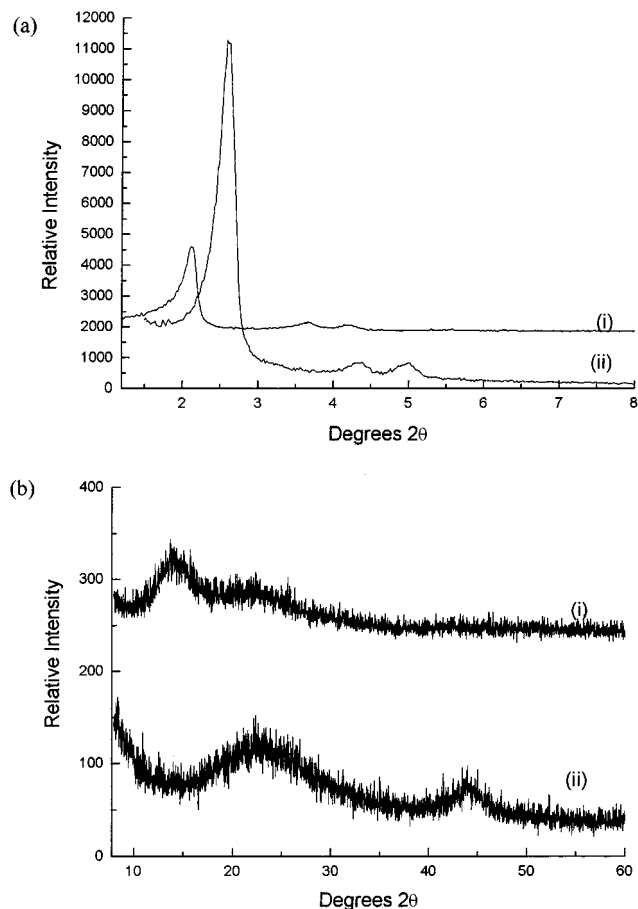 (a)
12000
11000
10000
9000
8000
7000
6000
5000
4000
3000
2000
1000
0
Relative Intensity
(i)
(ii)
2 3 4 5 6 7 8
Degrees 2θ
(b)
400
300
200
100
0
Relative Intensity
(i)
(ii)
10 20 30 40 50 60
Degrees 2θ